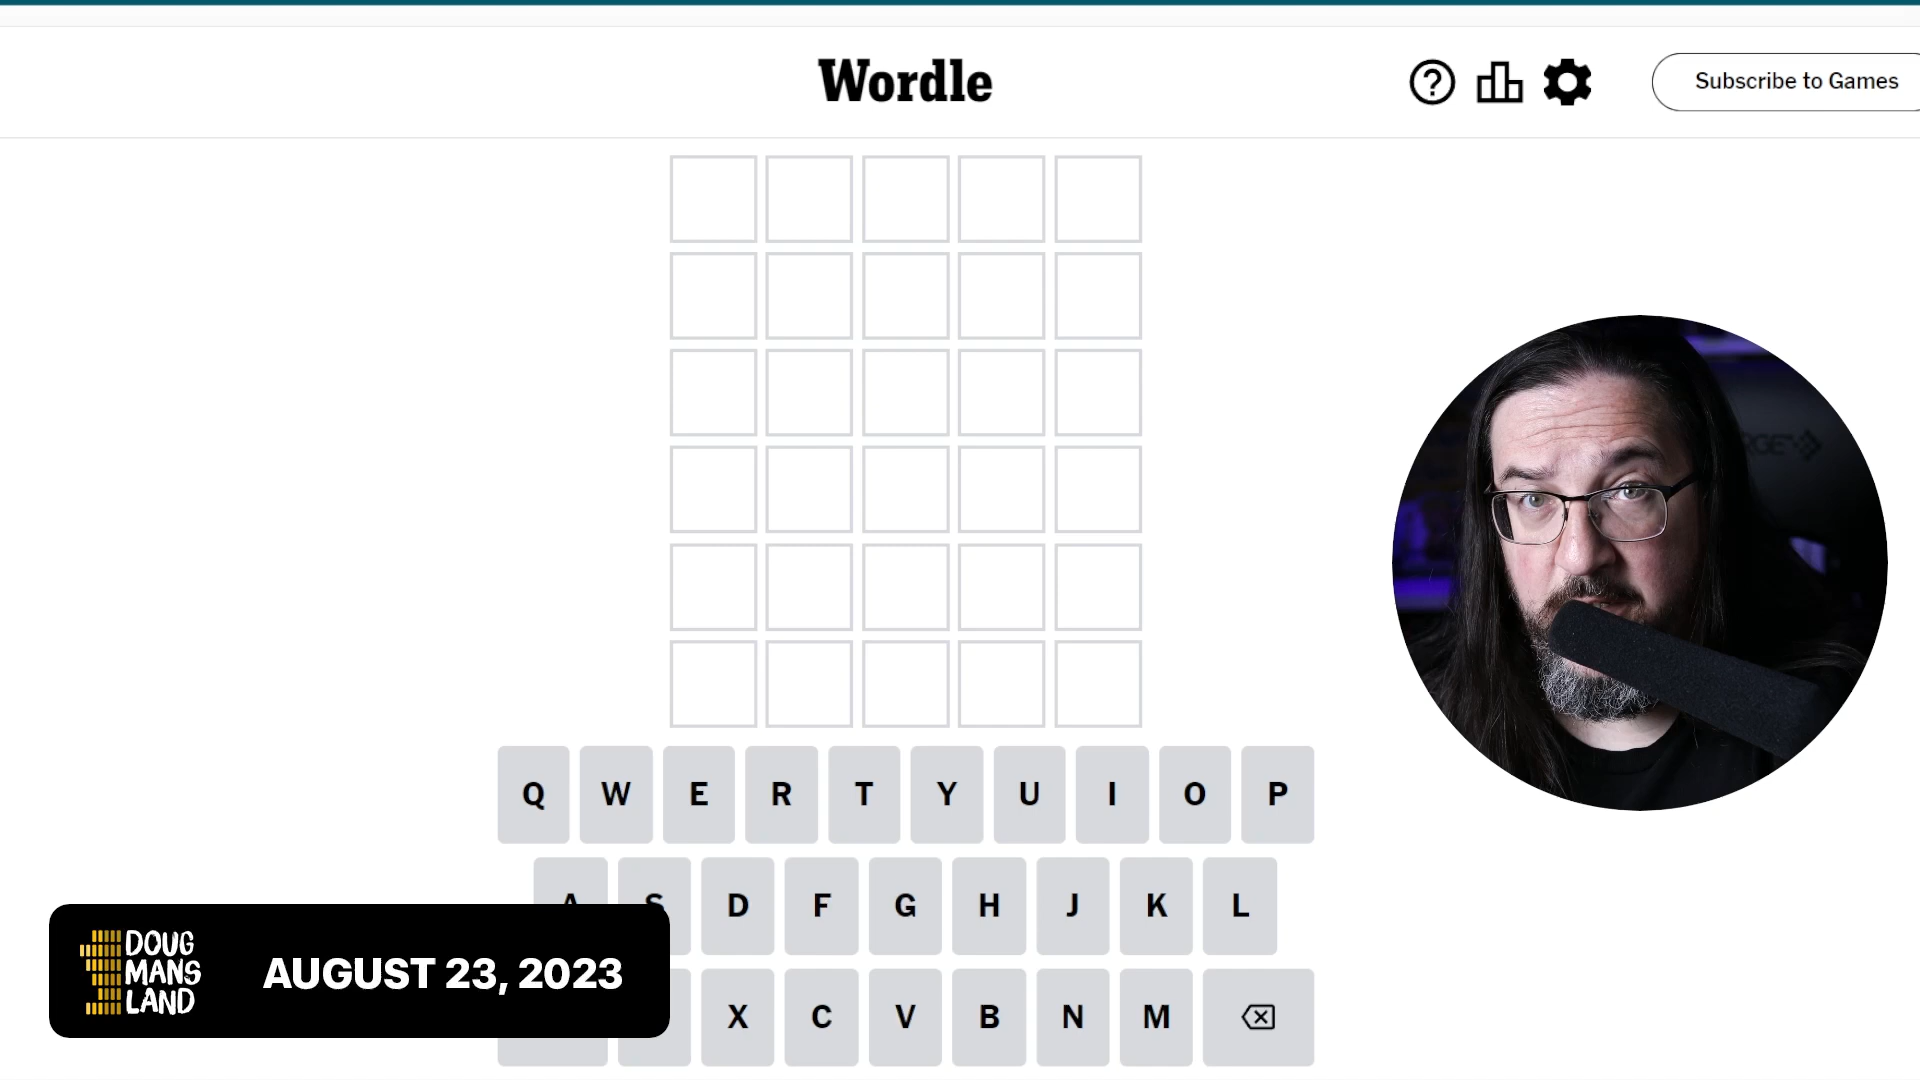 Wordle
?
Subscribe to Games
Q W E R T Y U I O P
A S D F G H J K L
X C V B N M
DOUG
MANS
LAND
AUGUST 23, 2023